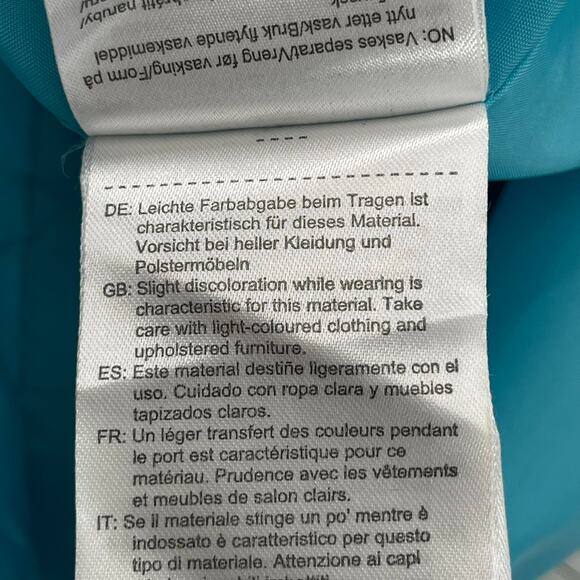 nytt etter vask/Bruk flytende vaskemiddel
NO: Vaskes separat/Vreng før vasking/Form på
DE: Leichte Farbabgabe beim Tragen ist
charakteristisch für dieses Material.
Vorsicht bei heller Kleidung und
Polstermöbeln
GB: Slight discoloration while wearing is
characteristic for this material. Take
care with light-coloured clothing and
upholstered furniture.
ES: Este material destiñe ligeramente con el
uso. Cuidado con ropa clara y muebles
tapizados claros.
FR: Un léger transfert des couleurs pendant
le port est caractéristique pour ce
matériau. Prudence avec les vêtements
et meubles de salon clairs.
IT: Se il materiale stinge un po' mentre è
indossato è caratteristico per questo
tipo di materiale. Attenzione ai capi